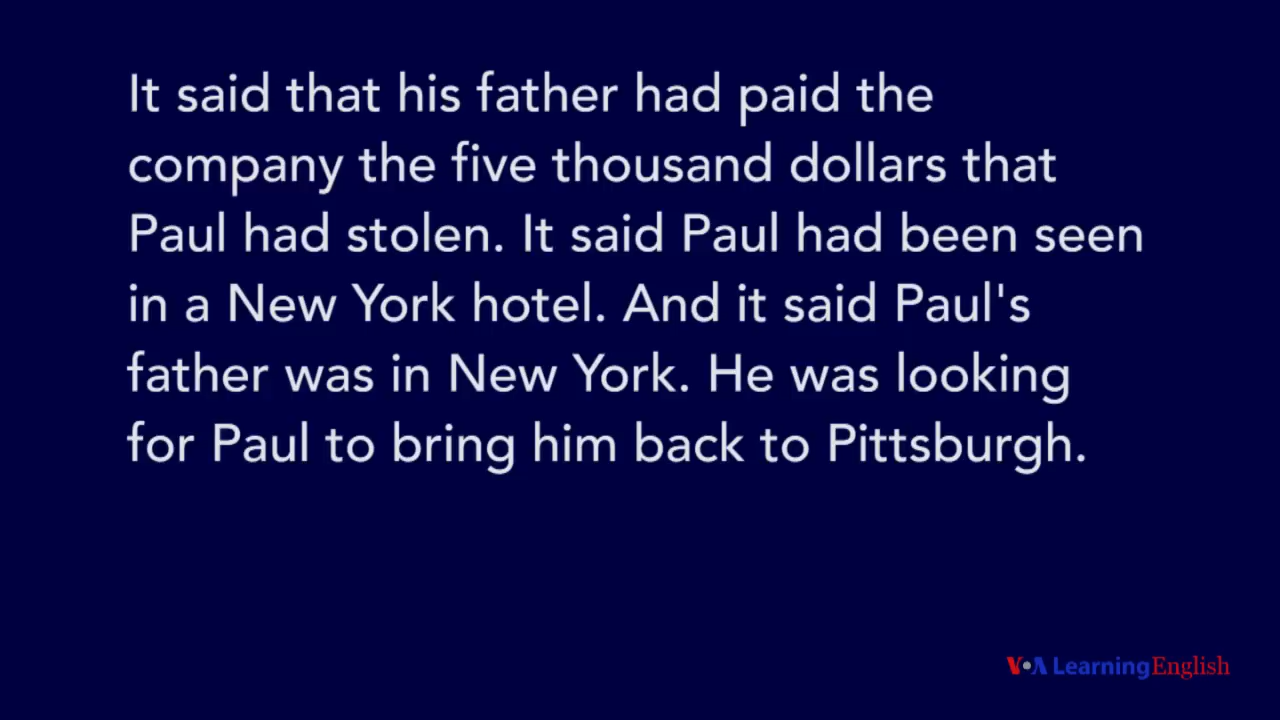 It said that his father had paid the
company the five thousand dollars that
Paul had stolen. It said Paul had been seen
in a New York hotel. And it said Paul's
father was in New York. He was looking
for Paul to bring him back to Pittsburgh.
VOA Learning English